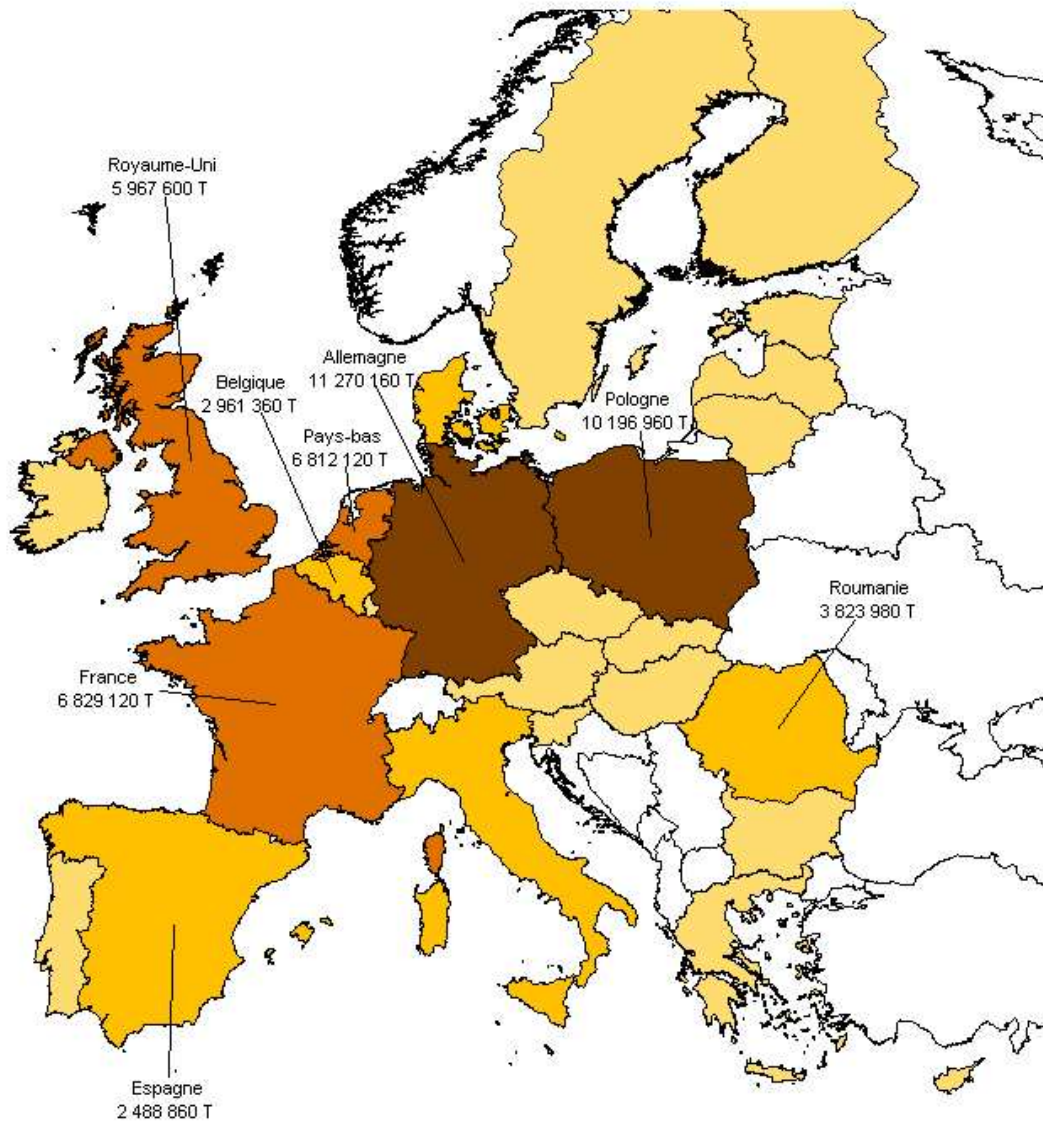 Royaume-Uni
5 967 600 T
Allemagne
11 270 160 T
Belgique
2 961 360 T
Pologne
10 196 960 T
Pays-bas
6 812 120 T
Roumanie
3 823 980 T
France
6 829 120 T
Espagne
2 488 860 T